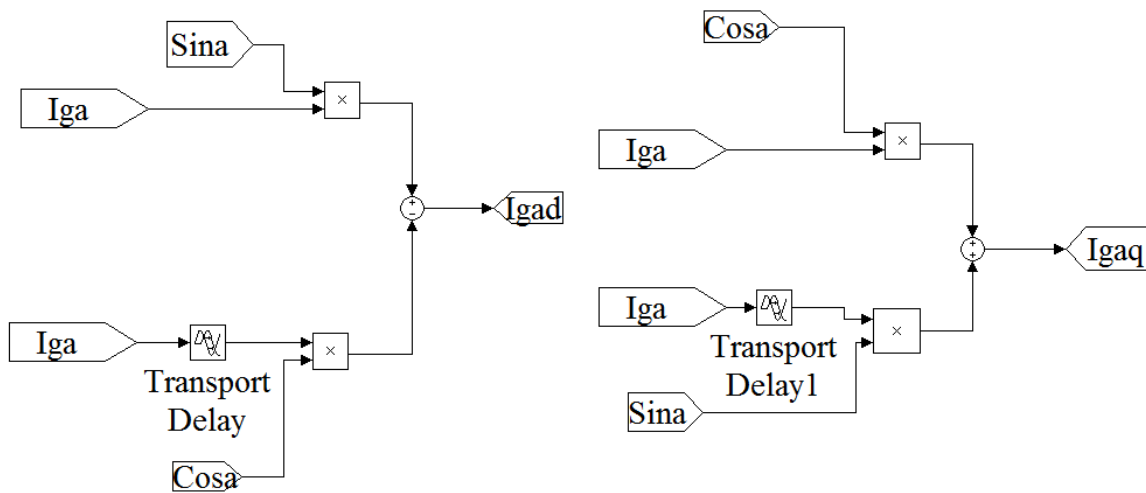 Sina
Iga
×
+
−
Igad
Iga
Transport
Delay
×
Cosa
Cosa
Iga
×
+
+
Igaq
Iga
Transport
Delay1
×
Sina